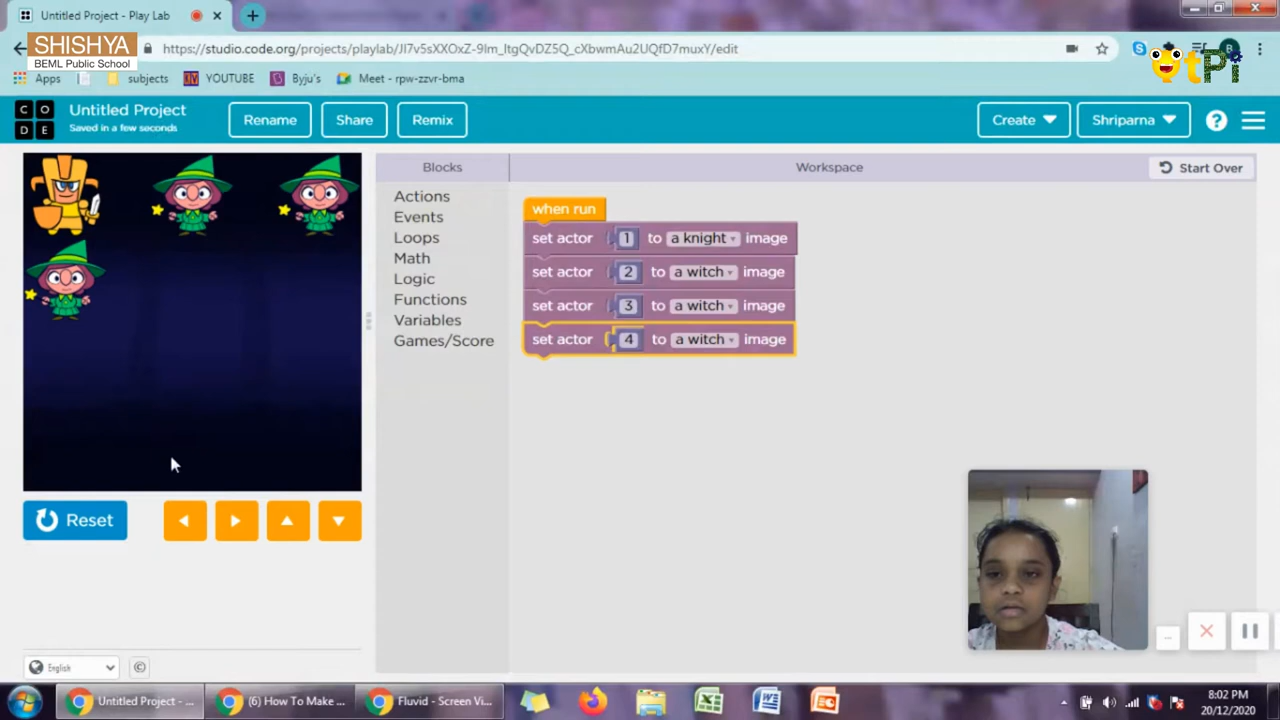 Untitled Project - Play Lab
SHISHYA
BEML Public School
https://studio.code.org/projects/playlab/JI7v5sXXOxZ-9lm_ltgQvDZ5Q_cXbwmAu2UQfD7muxY/edit
Apps subjects YOUTUBE Byju's Meet - rpw-zzvr-bma
tPi
CODE
Untitled Project
Saved in a few seconds
Rename Share Remix Create Shriparna ?
Blocks Workspace Start Over
Actions
Events
Loops
Math
Logic
Functions
Variables
Games/Score
when run
set actor 1 to a knight image
set actor 2 to a witch image
set actor 3 to a witch image
set actor 4 to a witch image
Reset
English ©
Untitled Project - ... (6) How To Make ... Fluvid - Screen Vi...
8:02 PM
20/12/2020